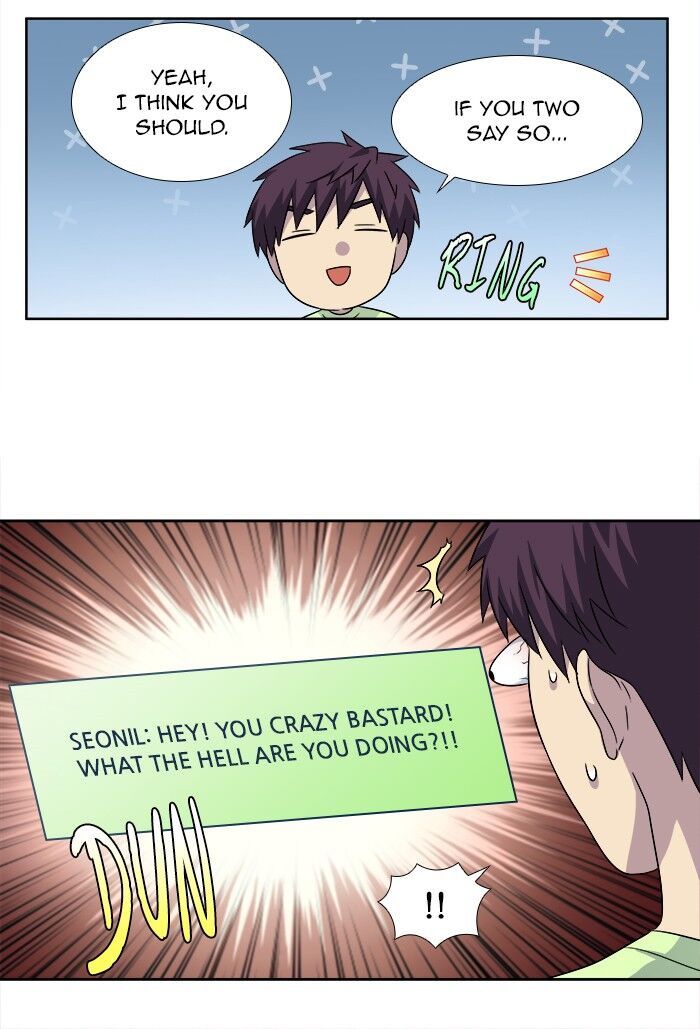 YEAH,
I THINK YOU
SHOULD.
IF YOU TWO
SAY SO...
RING
SEONIL: HEY! YOU CRAZY BASTARD!
WHAT THE HELL ARE YOU DOING?!!
DUN
!!